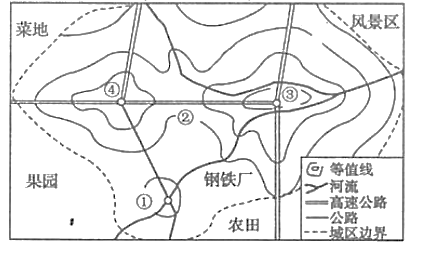 菜地
风景区
④
③
②
果园
①
钢铁厂
农田
等值线
河流
高速公路
公路
城区边界